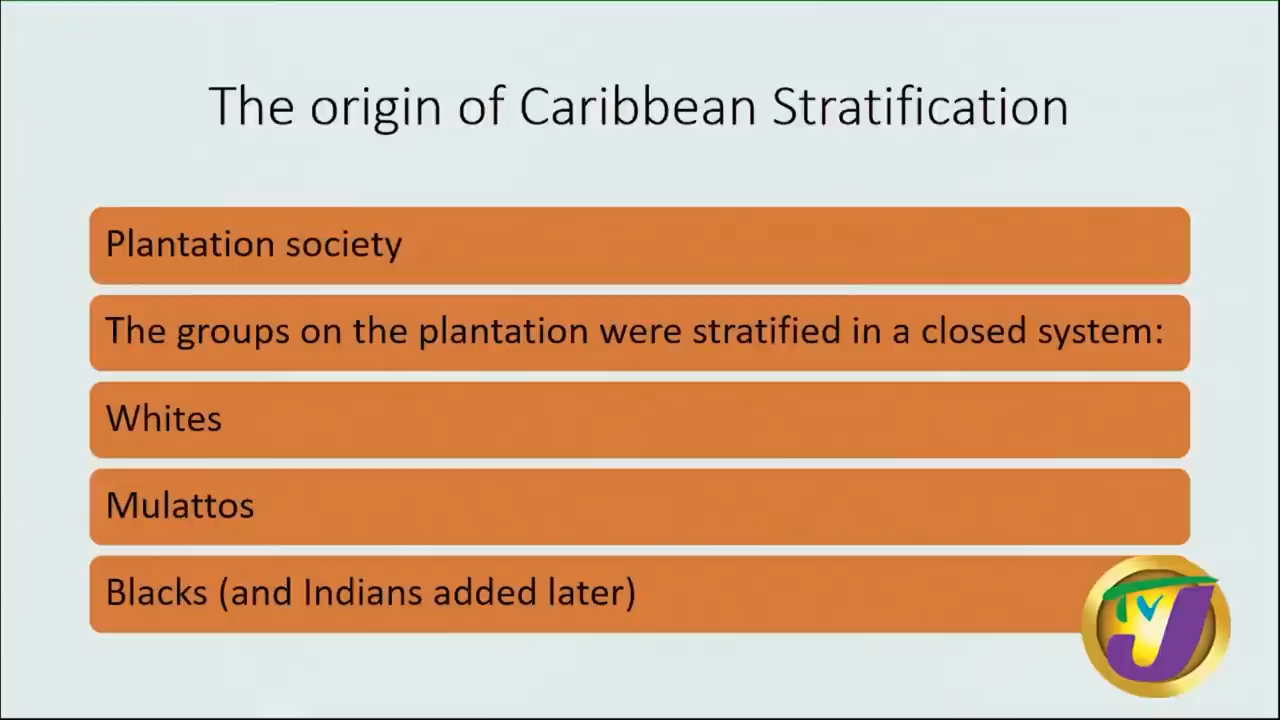 The origin of Caribbean Stratification
Plantation society
The groups on the plantation were stratified in a closed system:
Whites
Mulattos
Blacks (and Indians added later)
TVJ